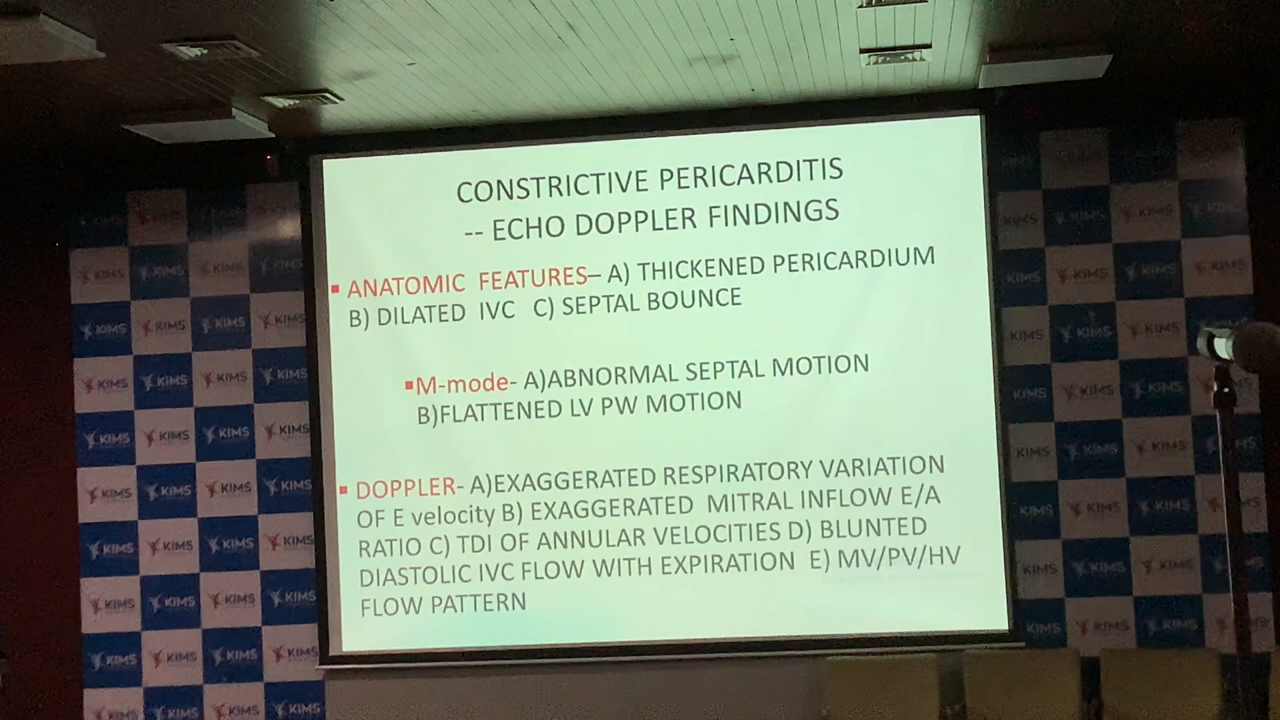 CONSTRICTIVE PERICARDITIS
-- ECHO DOPPLER FINDINGS
▪ ANATOMIC FEATURES– A) THICKENED PERICARDIUM
B) DILATED IVC C) SEPTAL BOUNCE
▪M-mode- A)ABNORMAL SEPTAL MOTION
B)FLATTENED LV PW MOTION
▪ DOPPLER- A)EXAGGERATED RESPIRATORY VARIATION
OF E velocity B) EXAGGERATED MITRAL INFLOW E/A
RATIO C) TDI OF ANNULAR VELOCITIES D) BLUNTED
DIASTOLIC IVC FLOW WITH EXPIRATION E) MV/PV/HV
FLOW PATTERN
KIMS